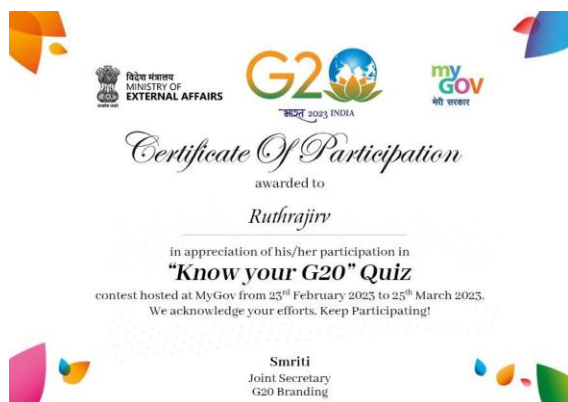 विदेश मंत्रालय
MINISTRY OF
EXTERNAL AFFAIRS
G20
भारत 2023 INDIA
my
GOV
मेरी सरकार
Certificate Of Participation
awarded to
Ruthrajirv
in appreciation of his/her participation in
“Know your G20” Quiz
contest hosted at MyGov from 23rd February 2023 to 25th March 2023.
We acknowledge your efforts. Keep Participating!
Smriti
Joint Secretary
G20 Branding